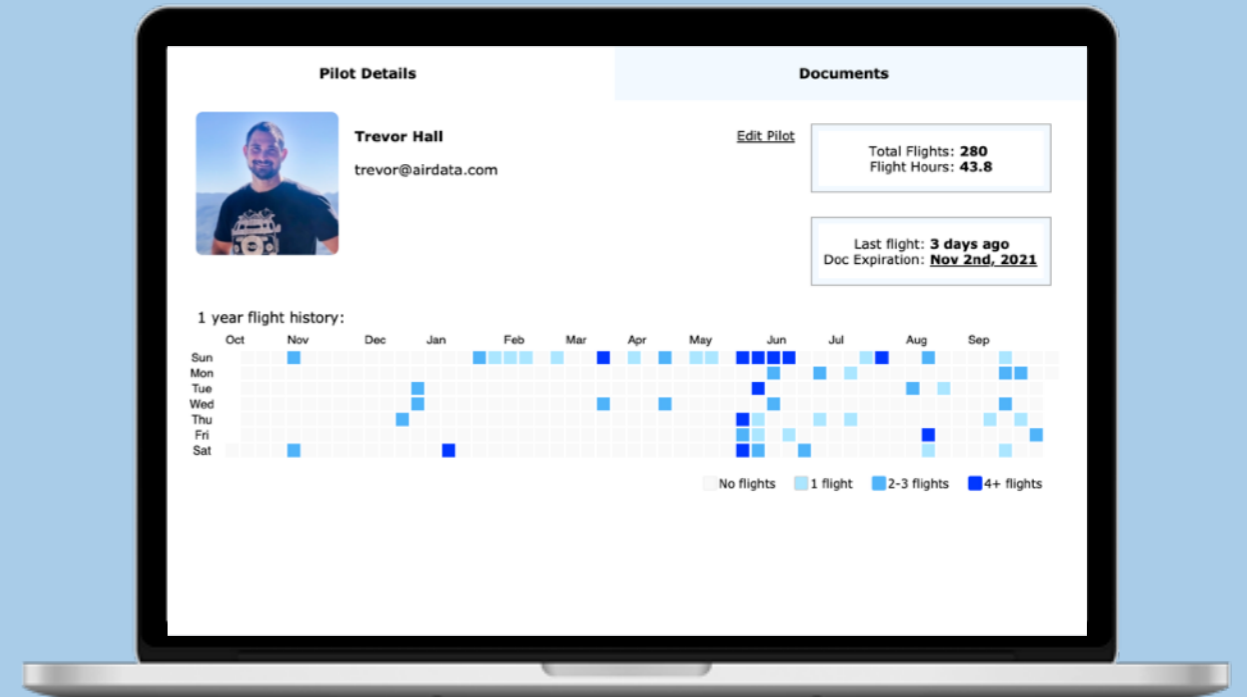 Pilot Details
Documents
Trevor Hall
trevor@airdata.com
Edit Pilot
Total Flights: 280
Flight Hours: 43.8
Last flight: 3 days ago
Doc Expiration: Nov 2nd, 2021
1 year flight history:
Oct Nov Dec Jan Feb Mar Apr May Jun Jul Aug Sep
Sun
Mon
Tue
Wed
Thu
Fri
Sat
No flights 1 flight 2-3 flights 4+ flights